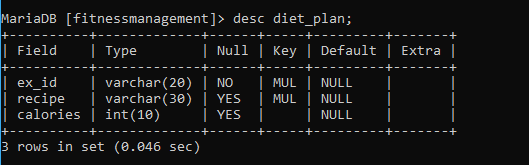 MariaDB [fitnessmanagement]> desc diet_plan;
+----------+-------------+------+-----+---------+-------+
| Field    | Type        | Null | Key | Default | Extra |
+----------+-------------+------+-----+---------+-------+
| ex_id    | varchar(20) | NO   | MUL | NULL    |       |
| recipe   | varchar(30) | YES  | MUL | NULL    |       |
| calories | int(10)     | YES  |     | NULL    |       |
+----------+-------------+------+-----+---------+-------+
3 rows in set (0.046 sec)